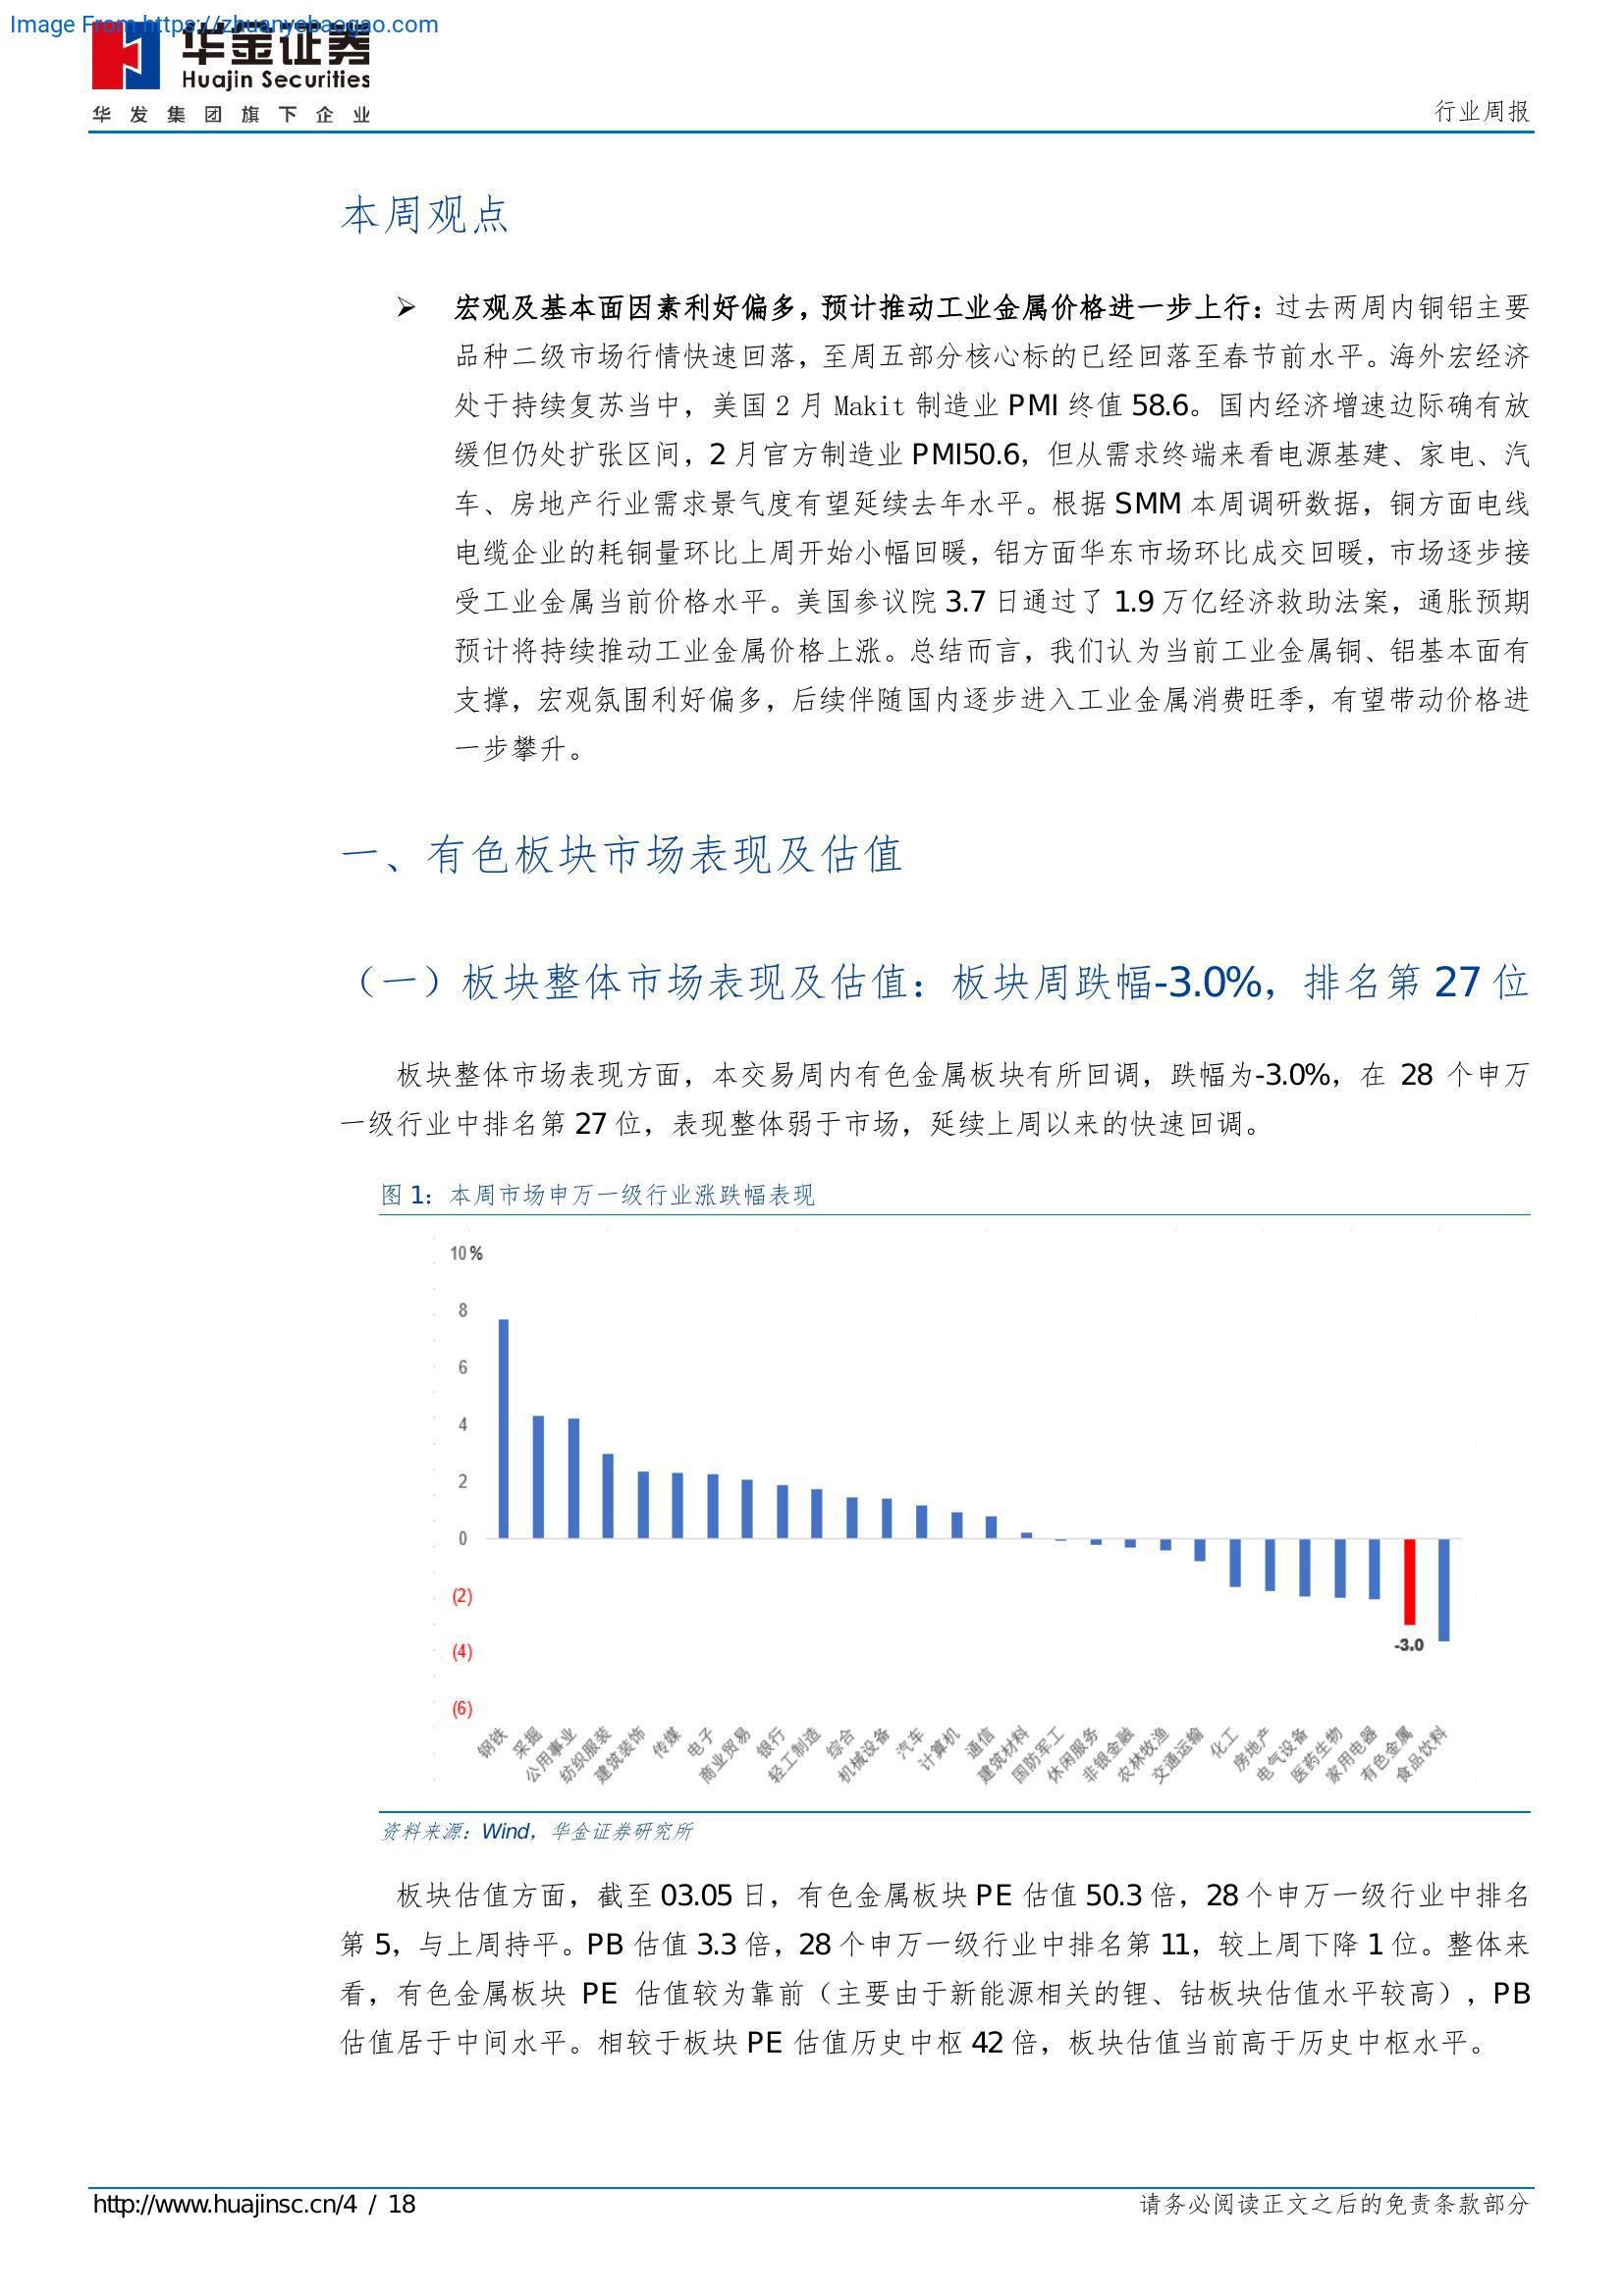 Image From https://zhuanyebaogao.com
华金证券
Huajin Securities
华发集团旗下企业
行业周报
本周观点
➢ 宏观及基本面因素利好偏多，预计推动工业金属价格进一步上行：过去两周内铜铝主要
品种二级市场行情快速回落，至周五部分核心标的已经回落至春节前水平。海外宏经济
处于持续复苏当中，美国 2 月 Makit 制造业 PMI 终值 58.6。国内经济增速边际确有放
缓但仍处扩张区间，2 月官方制造业 PMI50.6，但从需求终端来看电源基建、家电、汽
车、房地产行业需求景气度有望延续去年水平。根据 SMM 本周调研数据，铜方面电线
电缆企业的耗铜量环比上周开始小幅回暖，铝方面华东市场环比成交回暖，市场逐步接
受工业金属当前价格水平。美国参议院 3.7 日通过了 1.9 万亿经济救助法案，通胀预期
预计将持续推动工业金属价格上涨。总结而言，我们认为当前工业金属铜、铝基本面有
支撑，宏观氛围利好偏多，后续伴随国内逐步进入工业金属消费旺季，有望带动价格进
一步攀升。
一、有色板块市场表现及估值
（一）板块整体市场表现及估值：板块周跌幅-3.0%，排名第 27 位
板块整体市场表现方面，本交易周内有色金属板块有所回调，跌幅为-3.0%，在 28 个申万
一级行业中排名第 27 位，表现整体弱于市场，延续上周以来的快速回调。
图 1：本周市场申万一级行业涨跌幅表现
10%
8
6
4
2
0
(2)
(4)
(6)
-3.0
钢铁
采掘
公用事业
纺织服装
建筑装饰
传媒
电子
商业贸易
银行
轻工制造
综合
机械设备
汽车
计算机
通信
建筑材料
国防军工
休闲服务
非银金融
农林牧渔
交通运输
化工
房地产
电气设备
医药生物
家用电器
有色金属
食品饮料
资料来源：Wind，华金证券研究所
板块估值方面，截至 03.05 日，有色金属板块 PE 估值 50.3 倍，28 个申万一级行业中排名
第 5，与上周持平。PB 估值 3.3 倍，28 个申万一级行业中排名第 11，较上周下降 1 位。整体来
看，有色金属板块 PE 估值较为靠前（主要由于新能源相关的锂、钴板块估值水平较高），PB
估值居于中间水平。相较于板块 PE 估值历史中枢 42 倍，板块估值当前高于历史中枢水平。
http://www.huajinsc.cn/4 / 18
请务必阅读正文之后的免责条款部分